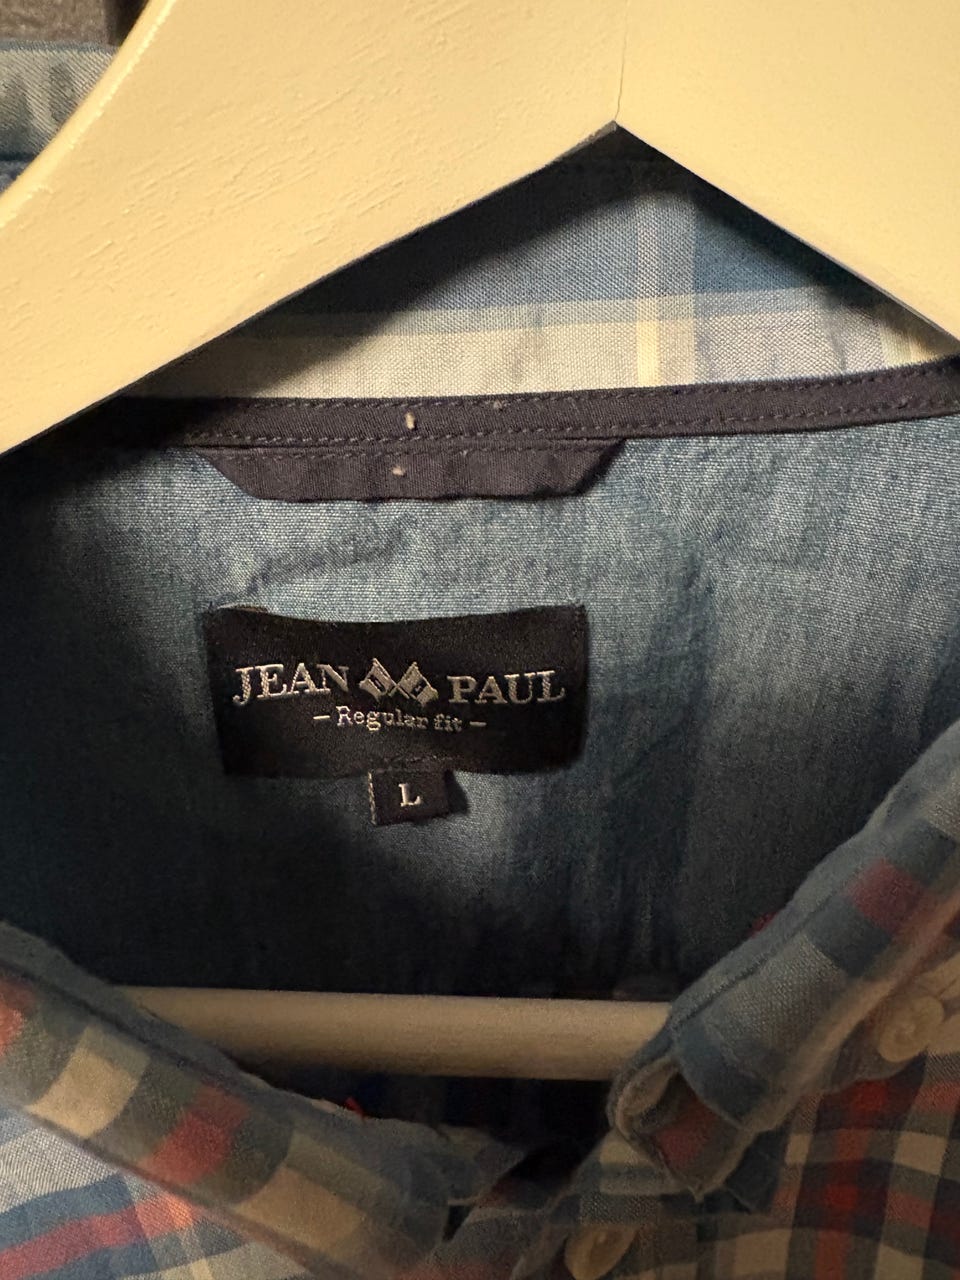 JEAN PAUL
– Regular fit –
L